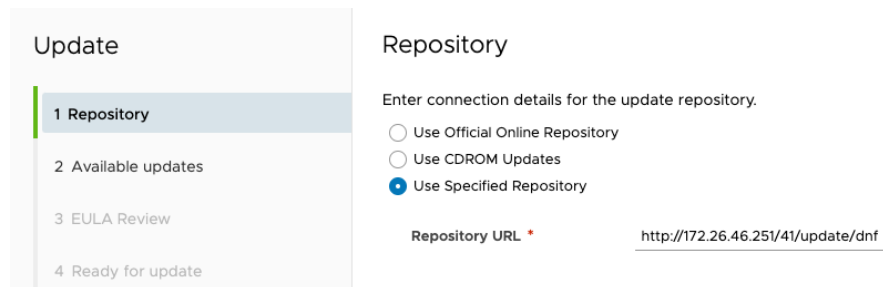 Update
1 Repository
2 Available updates
3 EULA Review
4 Ready for update
Repository
Enter connection details for the update repository.
Use Official Online Repository
Use CDROM Updates
Use Specified Repository
Repository URL * http://172.26.46.251/41/update/dnf